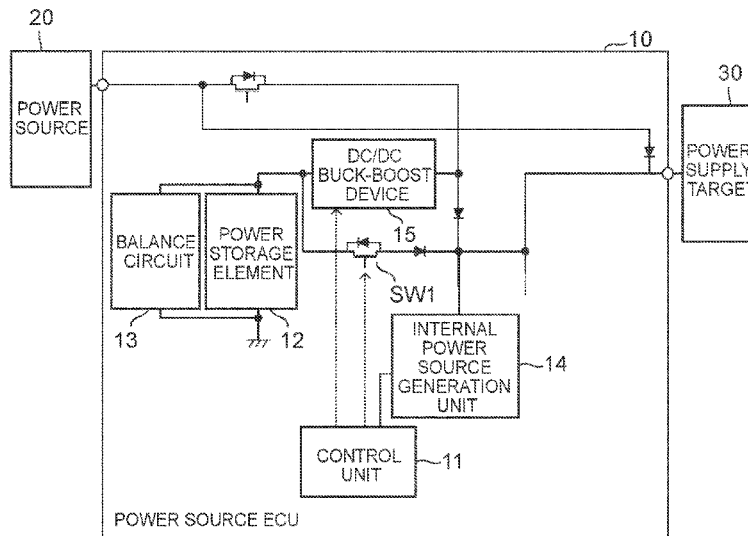 20
10
30
POWER
SOURCE
POWER
SUPPLY
TARGET
DC/DC
BUCK-BOOST
DEVICE
15
BALANCE
CIRCUIT
POWER
STORAGE
ELEMENT
SW1
13
12
INTERNAL
POWER
SOURCE
GENERATION
UNIT
14
CONTROL
UNIT
11
POWER SOURCE ECU